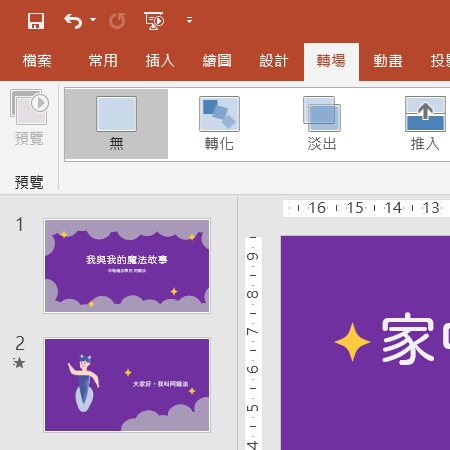 檔案 常用 插入 繪圖 設計 轉場 動畫 投影
預覽 無 轉化 淡出 推入
預覽
16 15 14 13
1
我與我的魔法故事
9
8
家中
7
2
6
大家好，我叫阿爾法
5
4